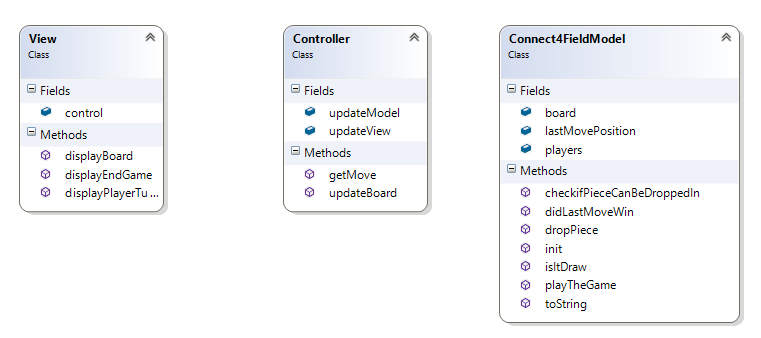 View
Class
Fields
control
Methods
displayBoard
displayEndGame
displayPlayerTu ...
Controller
Class
Fields
updateModel
updateView
Methods
getMove
updateBoard
Connect4FieldModel
Class
Fields
board
lastMovePosition
players
Methods
checkifPieceCanBeDroppedIn
didLastMoveWin
dropPiece
init
isItDraw
playTheGame
toString